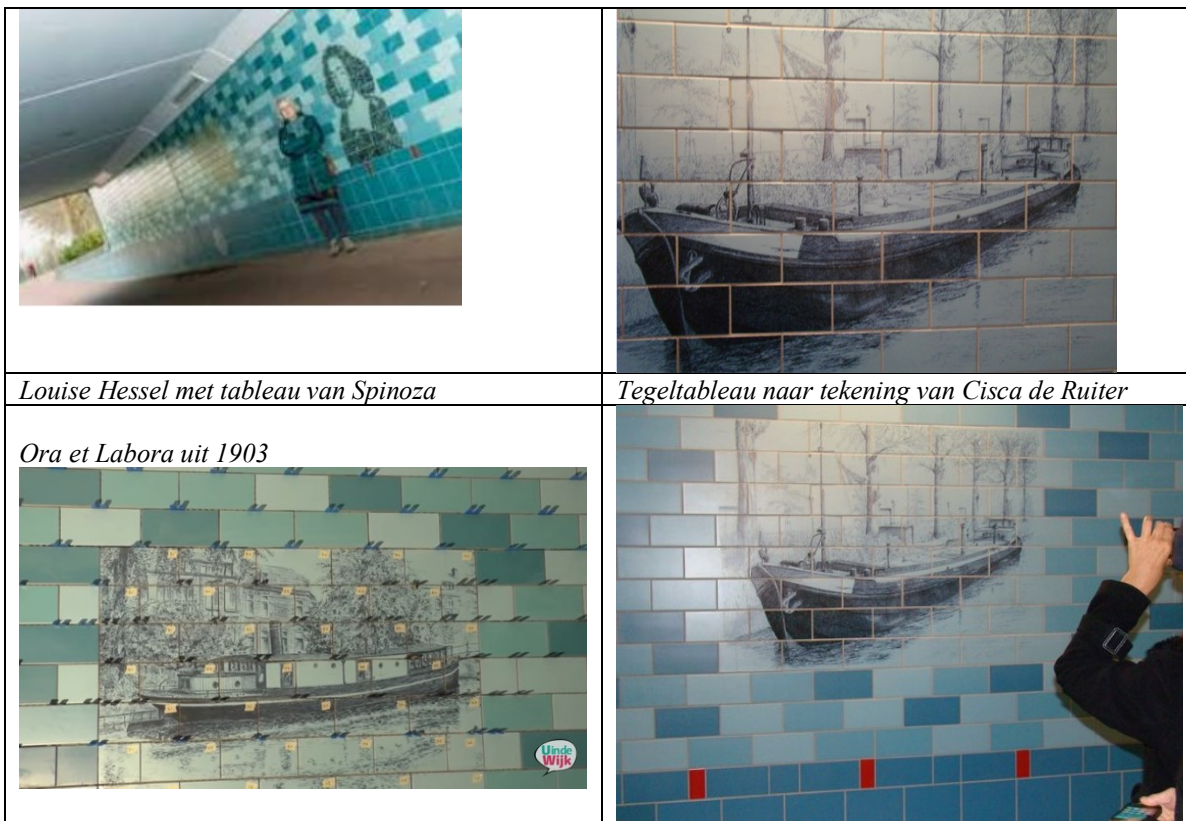 Louise Hessel met tableau van Spinoza
Tegeltableau naar tekening van Cisca de Ruiter
Ora et Labora uit 1903
Uinde
Wijk